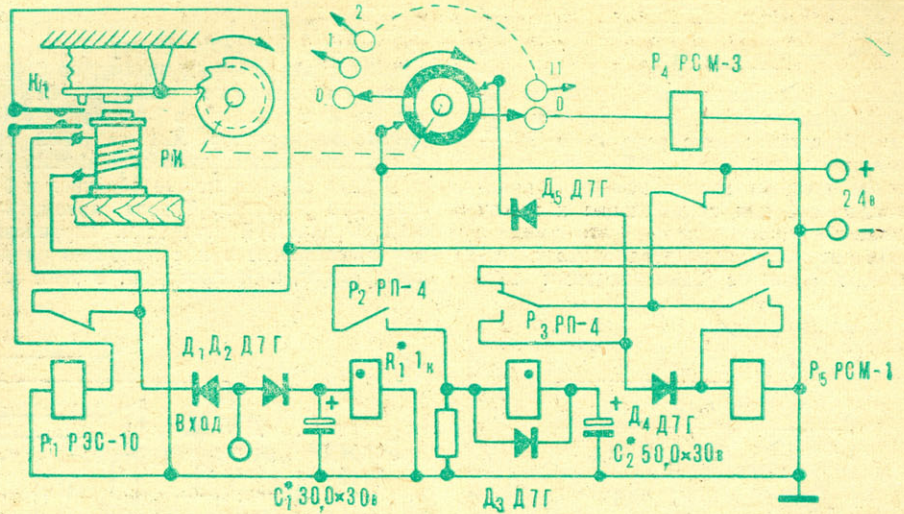 2
1
0
11
0
К/1
РИ
Р₄ РСМ-3
+
24в
−
Д₅ Д7Г
Р₂ РП-4
Р₃ РП-4
Д₁ Д₂ Д7Г
R₁* 1к
Р₅ РСМ-1
Р₁ РЭС-10
Вход
+
+
Д₄ Д7Г
С₂* 50,0×30в
С₁* 30,0×30в
Д₃ Д7Г